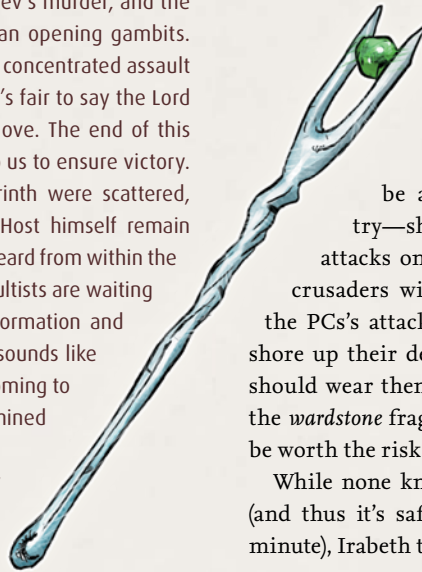 ev's murder, and the
an opening gambits.
concentrated assault
's fair to say the Lord
ove. The end of this
us to ensure victory.
rinth were scattered,
Host himself remain
eard from within the
ultists are waiting
formation and
sounds like
oming to
mined
be a
try—sh
attacks on
crusaders wi
the PCs's attack
shore up their de
should wear them
the wardstone frag
be worth the risk
While none kn
(and thus it's saf
minute), Irabeth t